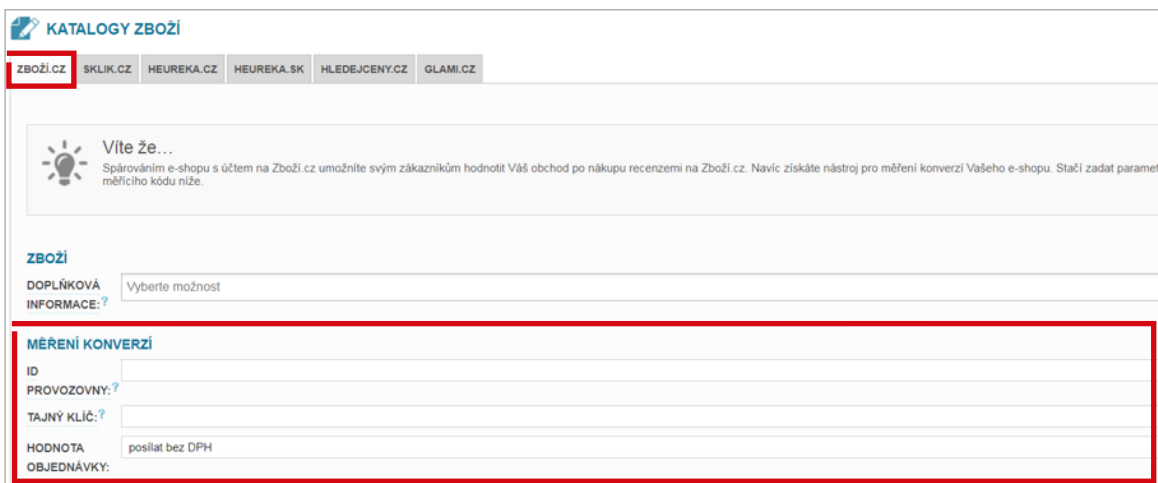 KATALOGY ZBOŽÍ
ZBOŽÍ.CZ SKLIK.CZ HEUREKA.CZ HEUREKA.SK HLEDEJCENY.CZ GLAMI.CZ
Víte že...
Spárováním e-shopu s účtem na Zboží.cz umožníte svým zákazníkům hodnotit Váš obchod po nákupu recenzemi na Zboží.cz. Navíc získáte nástroj pro měření konverzí Vašeho e-shopu. Stačí zadat paramet
měřícího kódu níže.
ZBOŽÍ
DOPLŇKOVÁ
INFORMACE:?
Vyberte možnost
MĚŘENÍ KONVERZÍ
ID
PROVOZOVNY:?
TAJNÝ KLÍČ:?
HODNOTA
OBJEDNÁVKY:
posílat bez DPH